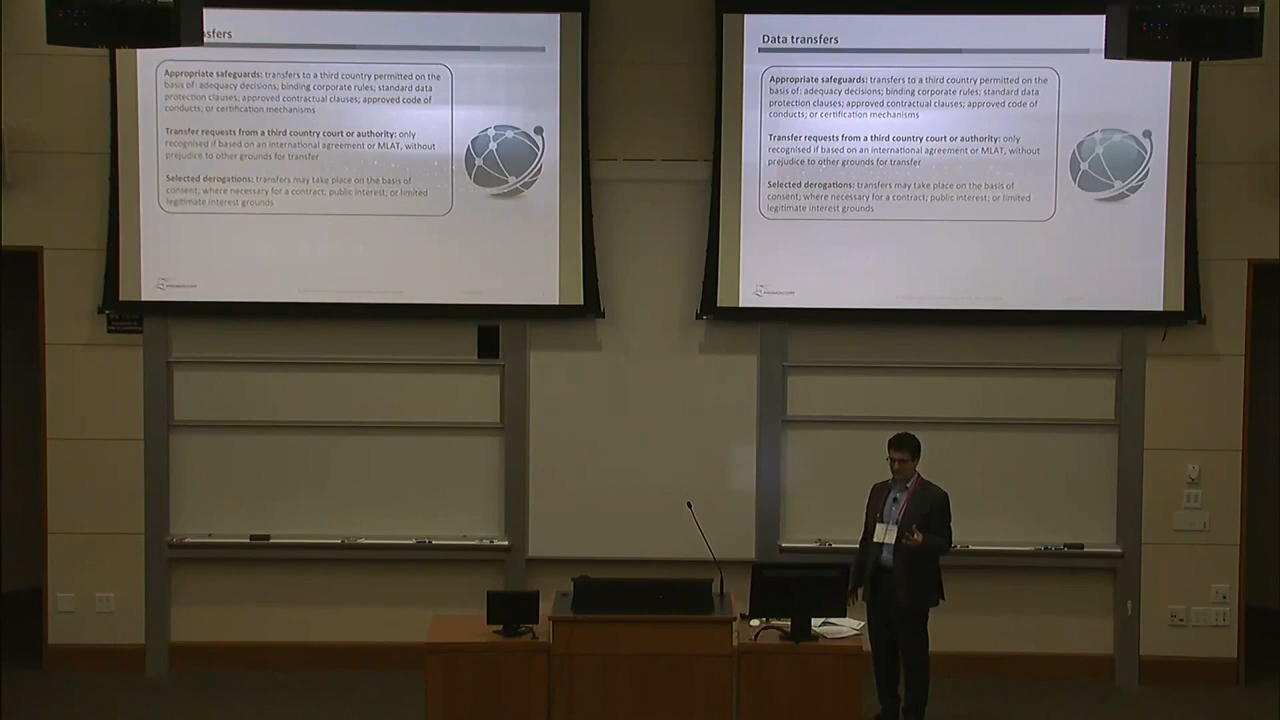 sfers
Appropriate safeguards: transfers to a third country permitted on the
basis of: adequacy decisions; binding corporate rules; standard data
protection clauses; approved contractual clauses; approved code of
conducts; or certification mechanisms
Transfer requests from a third country court or authority: only
recognised if based on an international agreement or MLAT, without
prejudice to other grounds for transfer
Selected derogations: transfers may take place on the basis of
consent; where necessary for a contract; public interest; or limited
legitimate interest grounds
Data transfers
Appropriate safeguards: transfers to a third country permitted on the
basis of: adequacy decisions; binding corporate rules; standard data
protection clauses; approved contractual clauses; approved code of
conducts; or certification mechanisms
Transfer requests from a third country court or authority: only
recognised if based on an international agreement or MLAT, without
prejudice to other grounds for transfer
Selected derogations: transfers may take place on the basis of
consent; where necessary for a contract; public interest; or limited
legitimate interest grounds